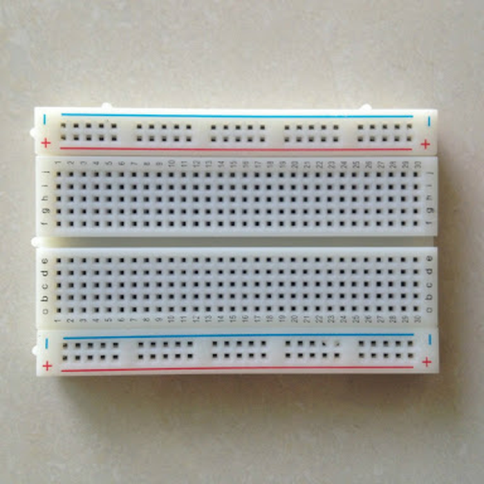 − −
+ +
1 2 3 4 5 6 7 8 9 10 11 12 13 14 15 16 17 18 19 20 21 22 23 24 25 26 27 28 29 30
j j
i i
h h
g g
f f
e e
d d
c c
b b
a a
1 2 3 4 5 6 7 8 9 10 11 12 13 14 15 16 17 18 19 20 21 22 23 24 25 26 27 28 29 30
− −
+ +